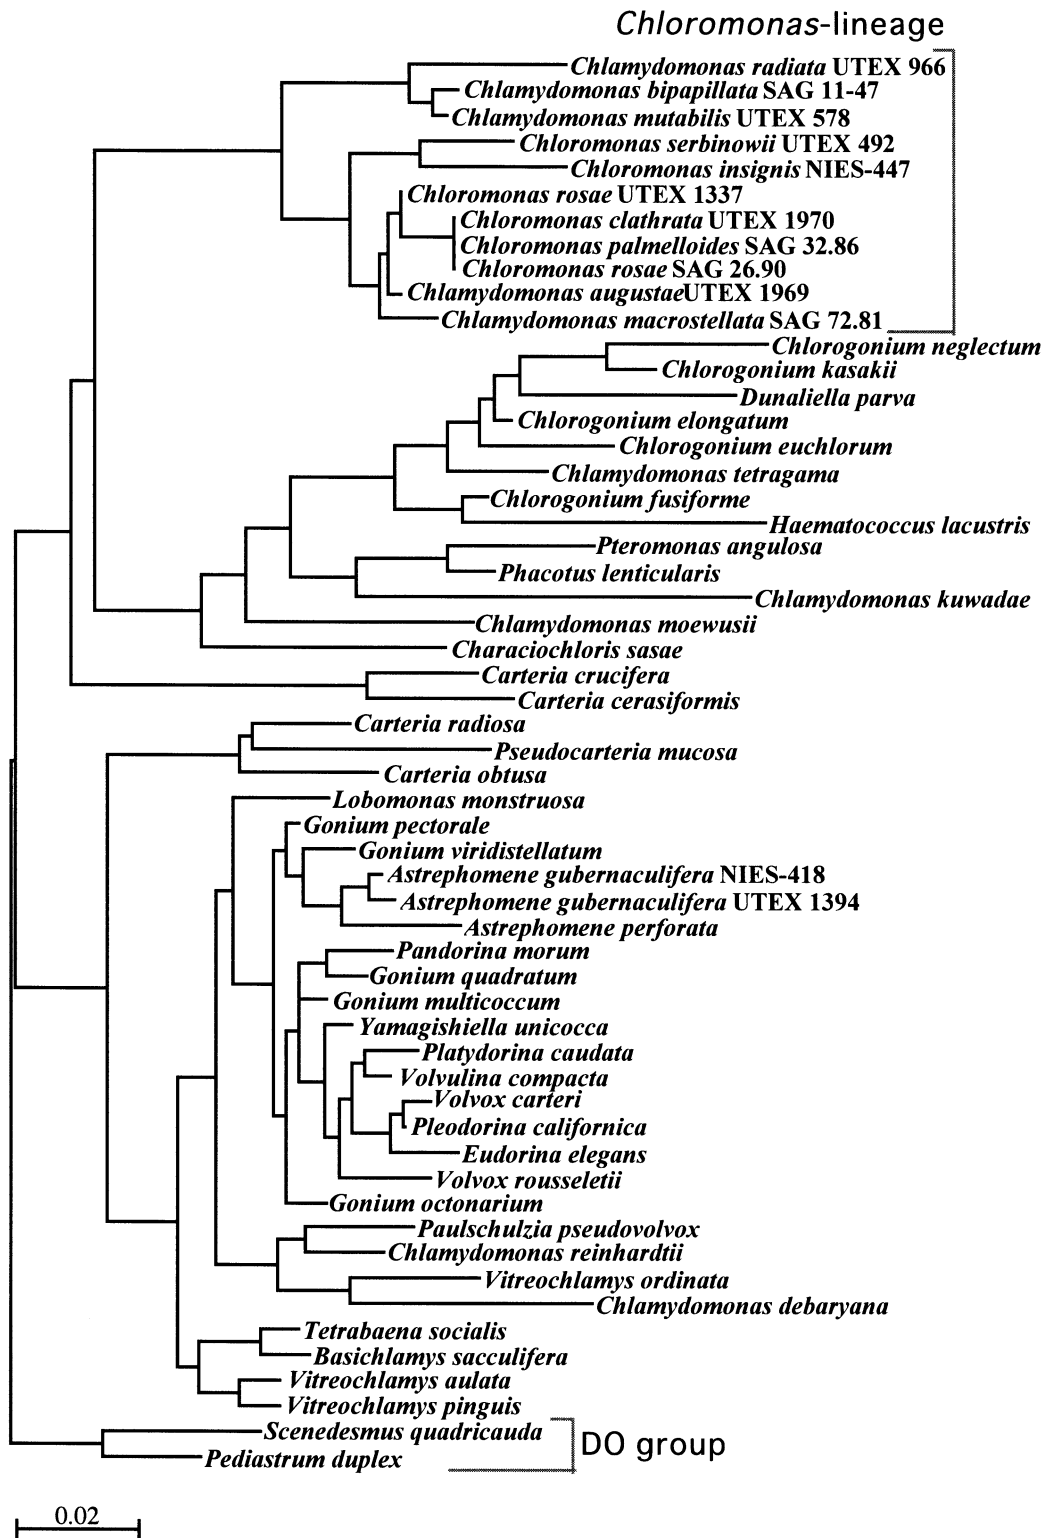 Chloromonas-lineage
Chlamydomonas radiata UTEX 966
Chlamydomonas bipapillata SAG 11-47
Chlamydomonas mutabilis UTEX 578
Chloromonas serbinowii UTEX 492
Chloromonas insignis NIES-447
Chloromonas rosae UTEX 1337
Chloromonas clathrata UTEX 1970
Chloromonas palmelloides SAG 32.86
Chloromonas rosae SAG 26.90
Chlamydomonas augustaeUTEX 1969
Chlamydomonas macrostellata SAG 72.81
Chlorogonium neglectum
Chlorogonium kasakii
Dunaliella parva
Chlorogonium elongatum
Chlorogonium euchlorum
Chlamydomonas tetragama
Chlorogonium fusiforme
Haematococcus lacustris
Pteromonas angulosa
Phacotus lenticularis
Chlamydomonas kuwadae
Chlamydomonas moewusii
Characiochloris sasae
Carteria crucifera
Carteria cerasiformis
Carteria radiosa
Pseudocarteria mucosa
Carteria obtusa
Lobomonas monstruosa
Gonium pectorale
Gonium viridistellatum
Astrephomene gubernaculifera NIES-418
Astrephomene gubernaculifera UTEX 1394
Astrephomene perforata
Pandorina morum
Gonium quadratum
Gonium multicoccum
Yamagishiella unicocca
Platydorina caudata
Volvulina compacta
Volvox carteri
Pleodorina californica
Eudorina elegans
Volvox rousseletii
Gonium octonarium
Paulschulzia pseudovolvox
Chlamydomonas reinhardtii
Vitreochlamys ordinata
Chlamydomonas debaryana
Tetrabaena socialis
Basichlamys sacculifera
Vitreochlamys aulata
Vitreochlamys pinguis
Scenedesmus quadricauda
DO group
Pediastrum duplex
0.02